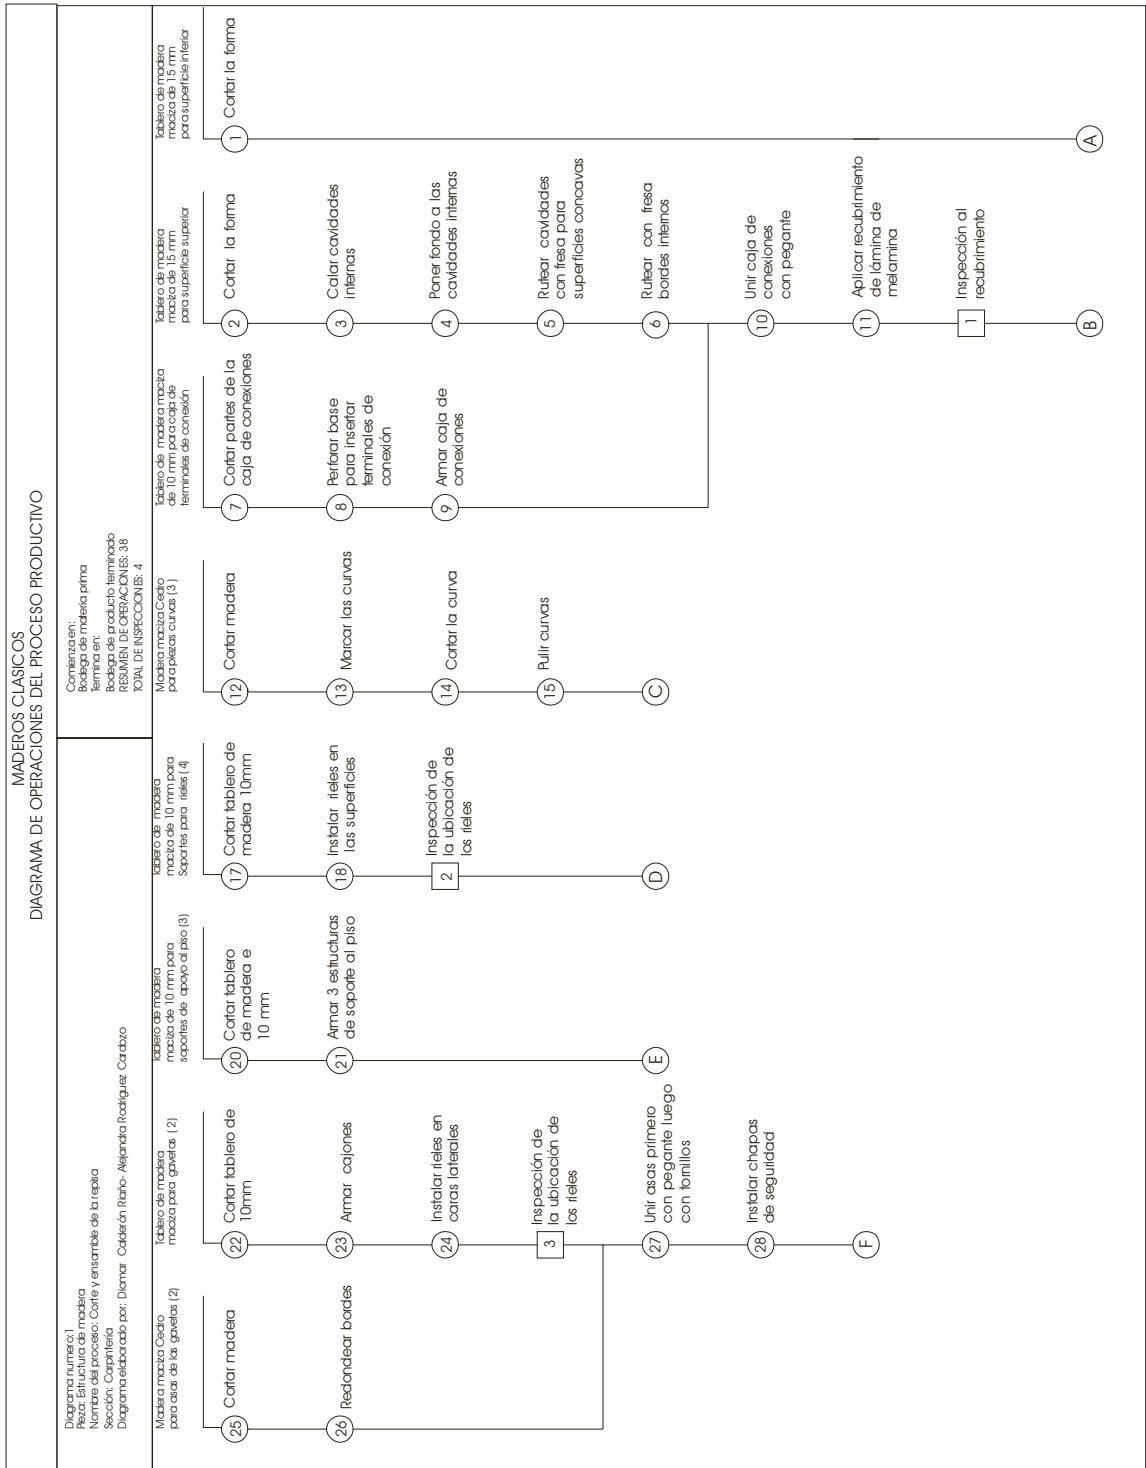 MADEROS CLASICOS
DIAGRAMA DE OPERACIONES DEL PROCESO PRODUCTIVO
Diagrama numero:1
Pieza: Estructura de madera
Nombre del proceso: Corte y ensamble de la repisa
Sección: Carpintería
Diagrama elaborado por: Diomar Calderón Riaño- Alejandra Rodríguez Cardozo
Comienza en:
Bodega de materia prima
Termina en:
Bodega de producto terminado
RESUMEN DE OPERACIONES: 38
TOTAL DE INSPECCIONES: 4
Madera maciza Cedro
para asas de las gavetas (2)
25 Cortar madera
26 Redondear bordes
Tablero de madera
maciza para gavetas (2)
22 Cortar tablero de
10mm
23 Armar cajones
24 Instalar rieles en
caras laterales
3 Inspección de
la ubicación de
los rieles
27 Unir asas primero
con pegante luego
con tornillos
28 Instalar chapas
de seguridad
F
Tablero de madera
maciza de 10 mm para
soportes de apoyo al piso (3)
20 Cortar tablero
de madera e
10 mm
21 Armar 3 estructuras
de soporte al piso
E
Tablero de madera
maciza de 10 mm para
Soportes para rieles (4)
17 Cortar tablero de
madera 10mm
18 Instalar rieles en
las superficies
2 Inspección de
la ubicación de
los rieles
D
Madera maciza Cedro
para piezas curvas (3)
12 Cortar madera
13 Marcar las curvas
14 Cortar la curva
15 Pulir curvas
C
Tablero de madera maciza
de 10 mm para caja de
terminales de conexión
7 Cortar partes de la
caja de conexiones
8 Perforar base
para insertar
terminales de
conexión
9 Armar caja de
conexiones
Tablero de madera
maciza de 15 mm
para superficie superior
2 Cortar la forma
3 Calar cavidades
internas
4 Poner fondo a las
cavidades internas
5 Rutear cavidades
con fresa para
superficies concavas
6 Rutear con fresa
bordes internos
10 Unir caja de
conexiones
con pegante
11 Aplicar recubrimiento
de lámina de
melamina
1 Inspección al
recubrimiento
B
Tablero de madera
maciza de 15 mm
para superficie inferior
1 Cortar la forma
A